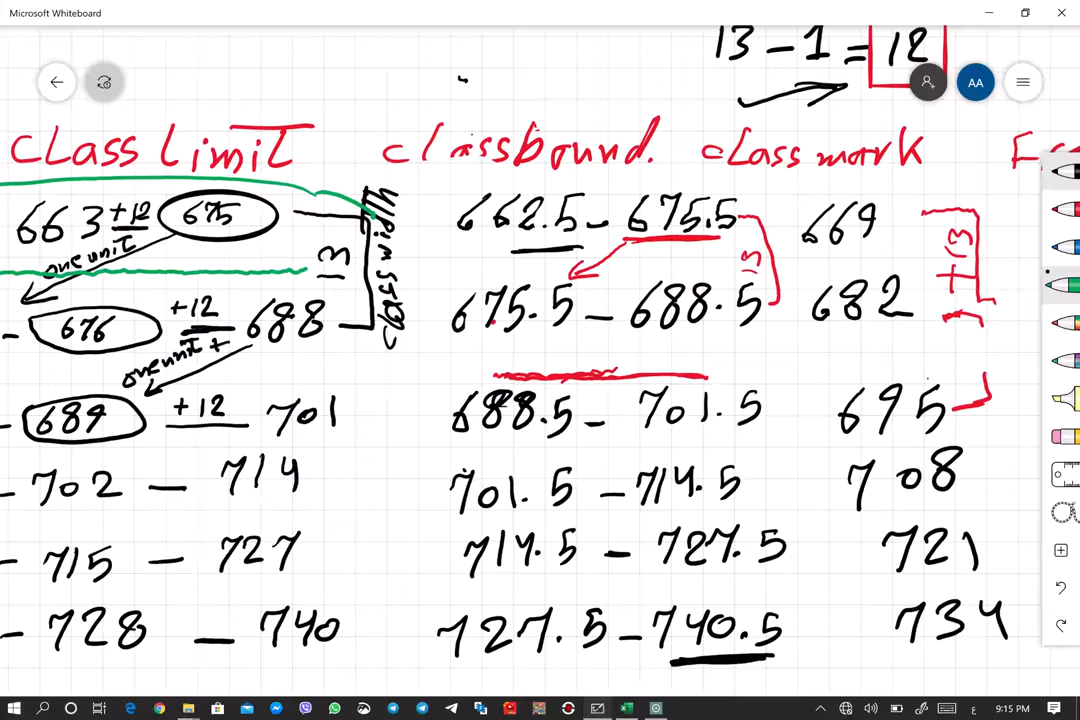 Microsoft Whiteboard
13 - 1 = 12
AA
class limit classbound. class mark
663 +12 675 662.5 - 675.5 669
one unit 13 13 +13
- 676 +12 688 675.5 - 688.5 682
one unit +
- 689 +12 701 688.5 - 701.5 695
- 702 - 714 701.5 - 714.5 708
- 715 - 727 714.5 - 727.5 721
- 728 - 740 727.5 - 740.5 734
9:15 PM